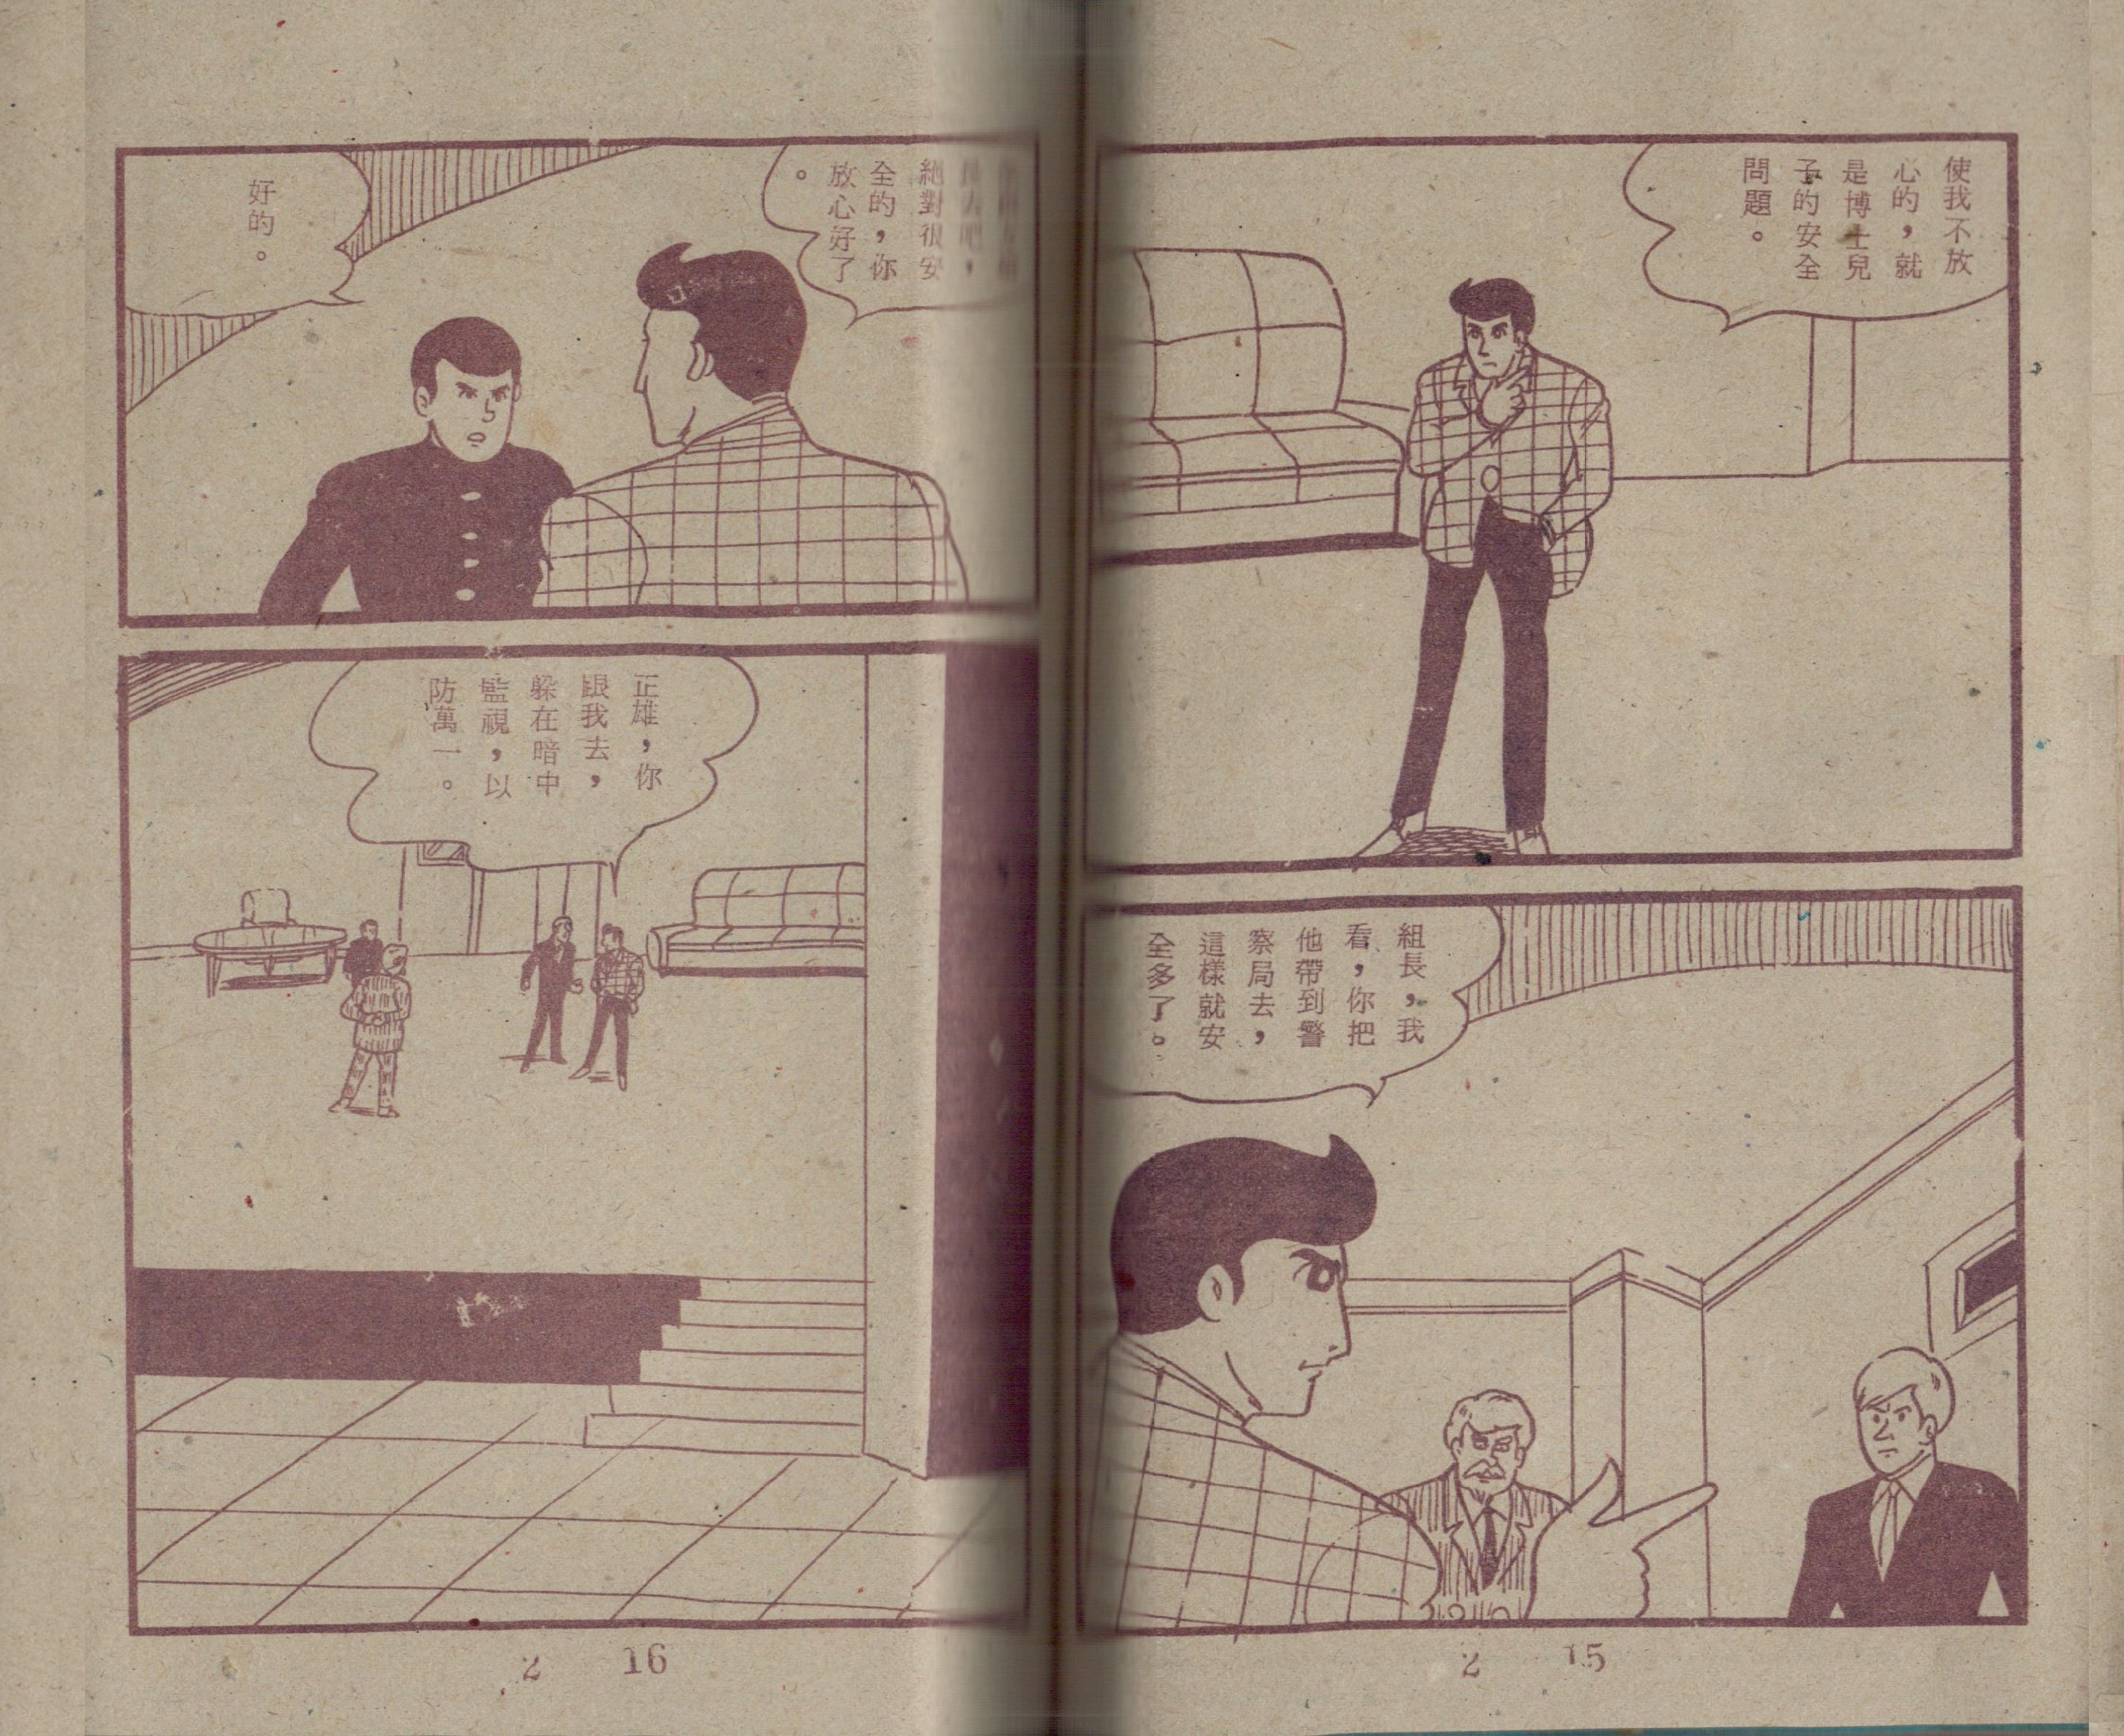 使我不放
心的，就
是博士兒
子的安全
問題。
組長，我
看，你把
他帶到警
察局去，
這樣就安
全多了。
2 15
絕對很安
全的，你
放心好了
。
好的。
正雄，你
跟我去，
躲在暗中
監視，以
防萬一。
2 16